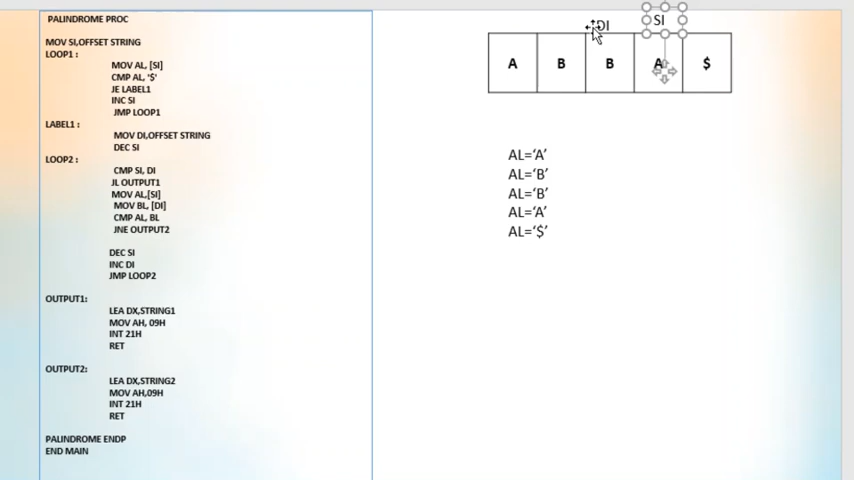 PALINDROME PROC
MOV SI,OFFSET STRING
LOOP1 :
MOV AL, [SI]
CMP AL, '$'
JE LABEL1
INC SI
JMP LOOP1
LABEL1 :
MOV DI,OFFSET STRING
DEC SI
LOOP2 :
CMP SI, DI
JL OUTPUT1
MOV AL,[SI]
MOV BL, [DI]
CMP AL, BL
JNE OUTPUT2
DEC SI
INC DI
JMP LOOP2
OUTPUT1:
LEA DX,STRING1
MOV AH, 09H
INT 21H
RET
OUTPUT2:
LEA DX,STRING2
MOV AH,09H
INT 21H
RET
PALINDROME ENDP
END MAIN
DI SI
A B B A $
AL=‘A’
AL=‘B’
AL=‘B’
AL=‘A’
AL=‘$’